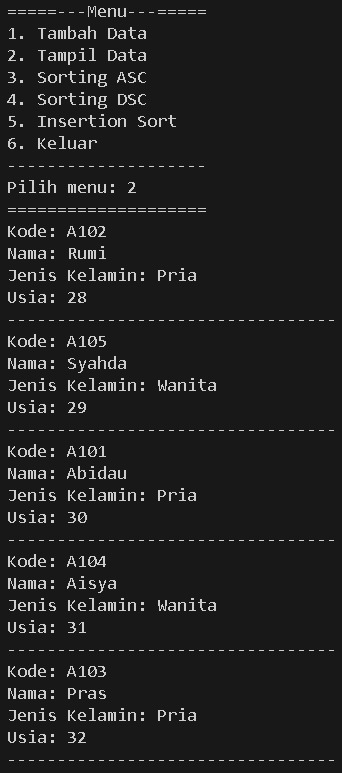 =====---Menu---=====
1. Tambah Data
2. Tampil Data
3. Sorting ASC
4. Sorting DSC
5. Insertion Sort
6. Keluar
--------------------
Pilih menu: 2
====================
Kode: A102
Nama: Rumi
Jenis Kelamin: Pria
Usia: 28
---------------------------------
Kode: A105
Nama: Syahda
Jenis Kelamin: Wanita
Usia: 29
---------------------------------
Kode: A101
Nama: Abidau
Jenis Kelamin: Pria
Usia: 30
---------------------------------
Kode: A104
Nama: Aisya
Jenis Kelamin: Wanita
Usia: 31
---------------------------------
Kode: A103
Nama: Pras
Jenis Kelamin: Pria
Usia: 32
---------------------------------